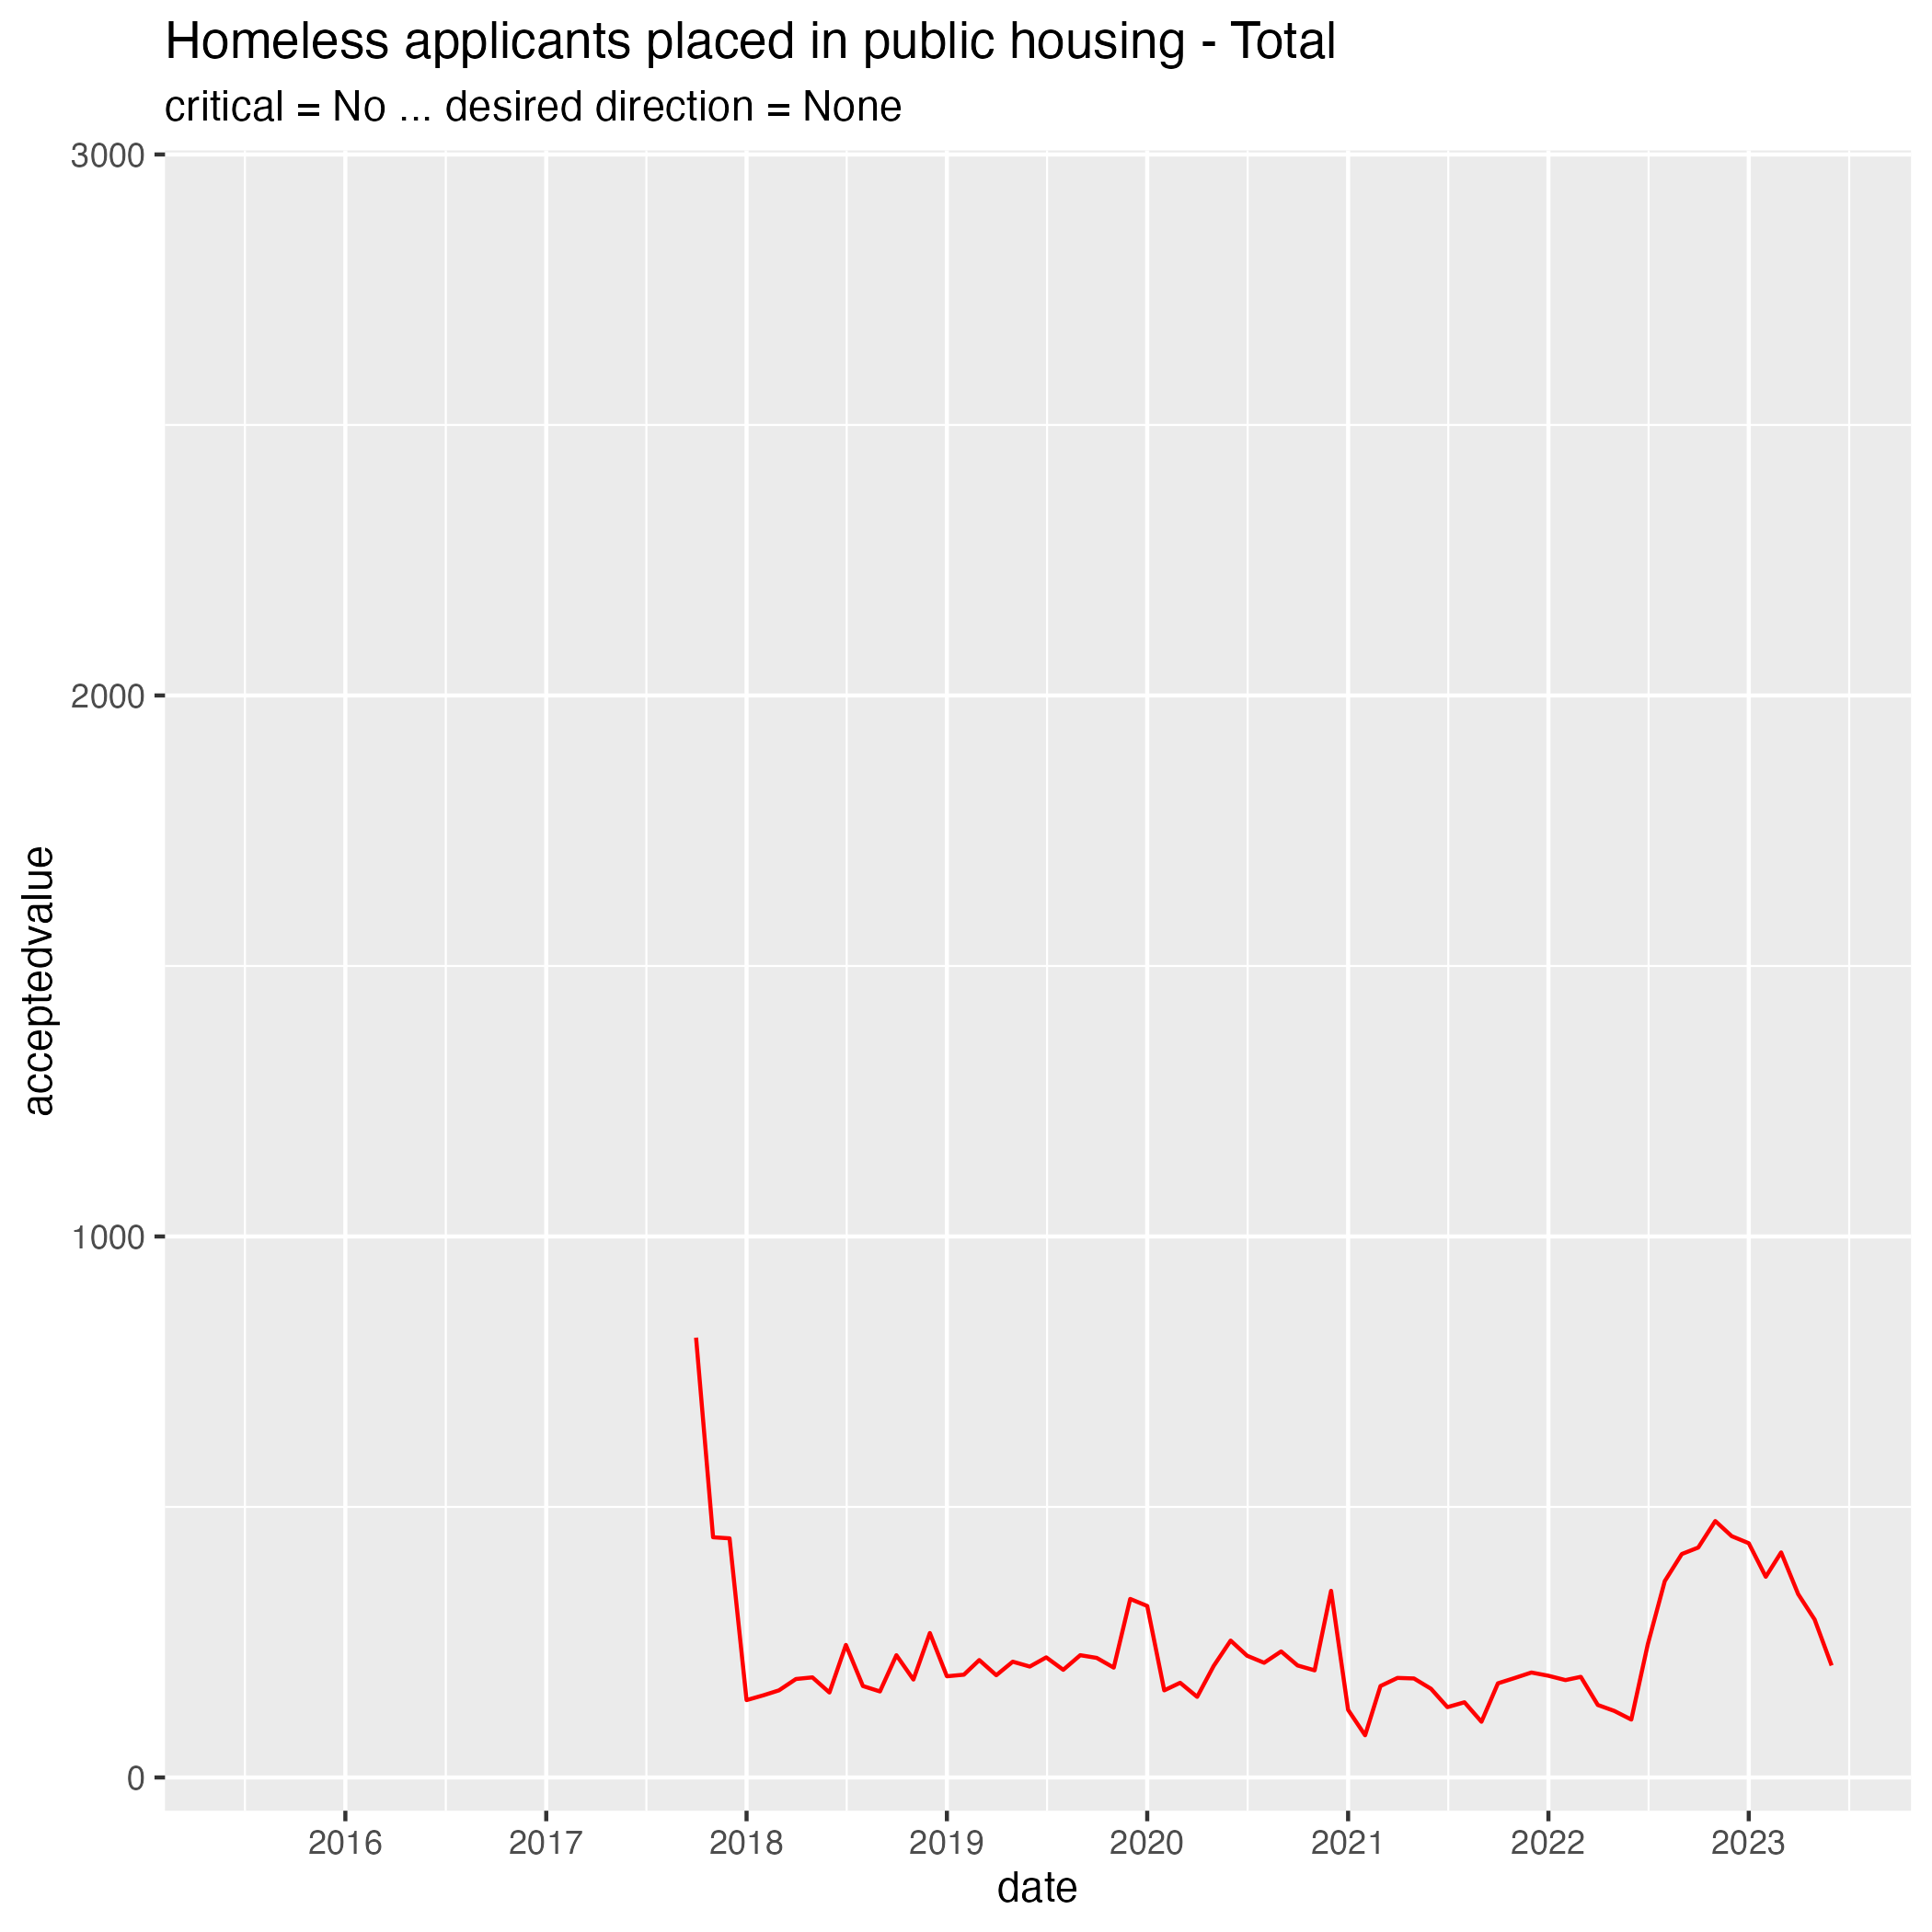 Homeless applicants placed in public housing - Total
critical = No ... desired direction = None
3000
2000
1000
0
acceptedvalue
2016 2017 2018 2019 2020 2021 2022 2023
date